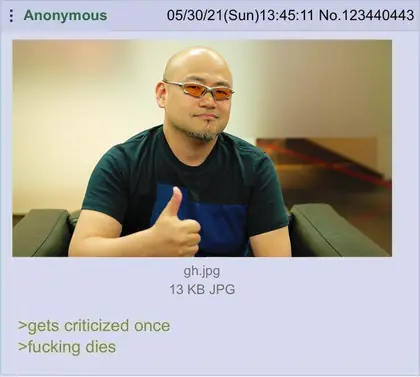 Anonymous 05/30/21(Sun)13:45:11 No.123440443
gh.jpg
13 KB JPG
>gets criticized once
>fucking dies